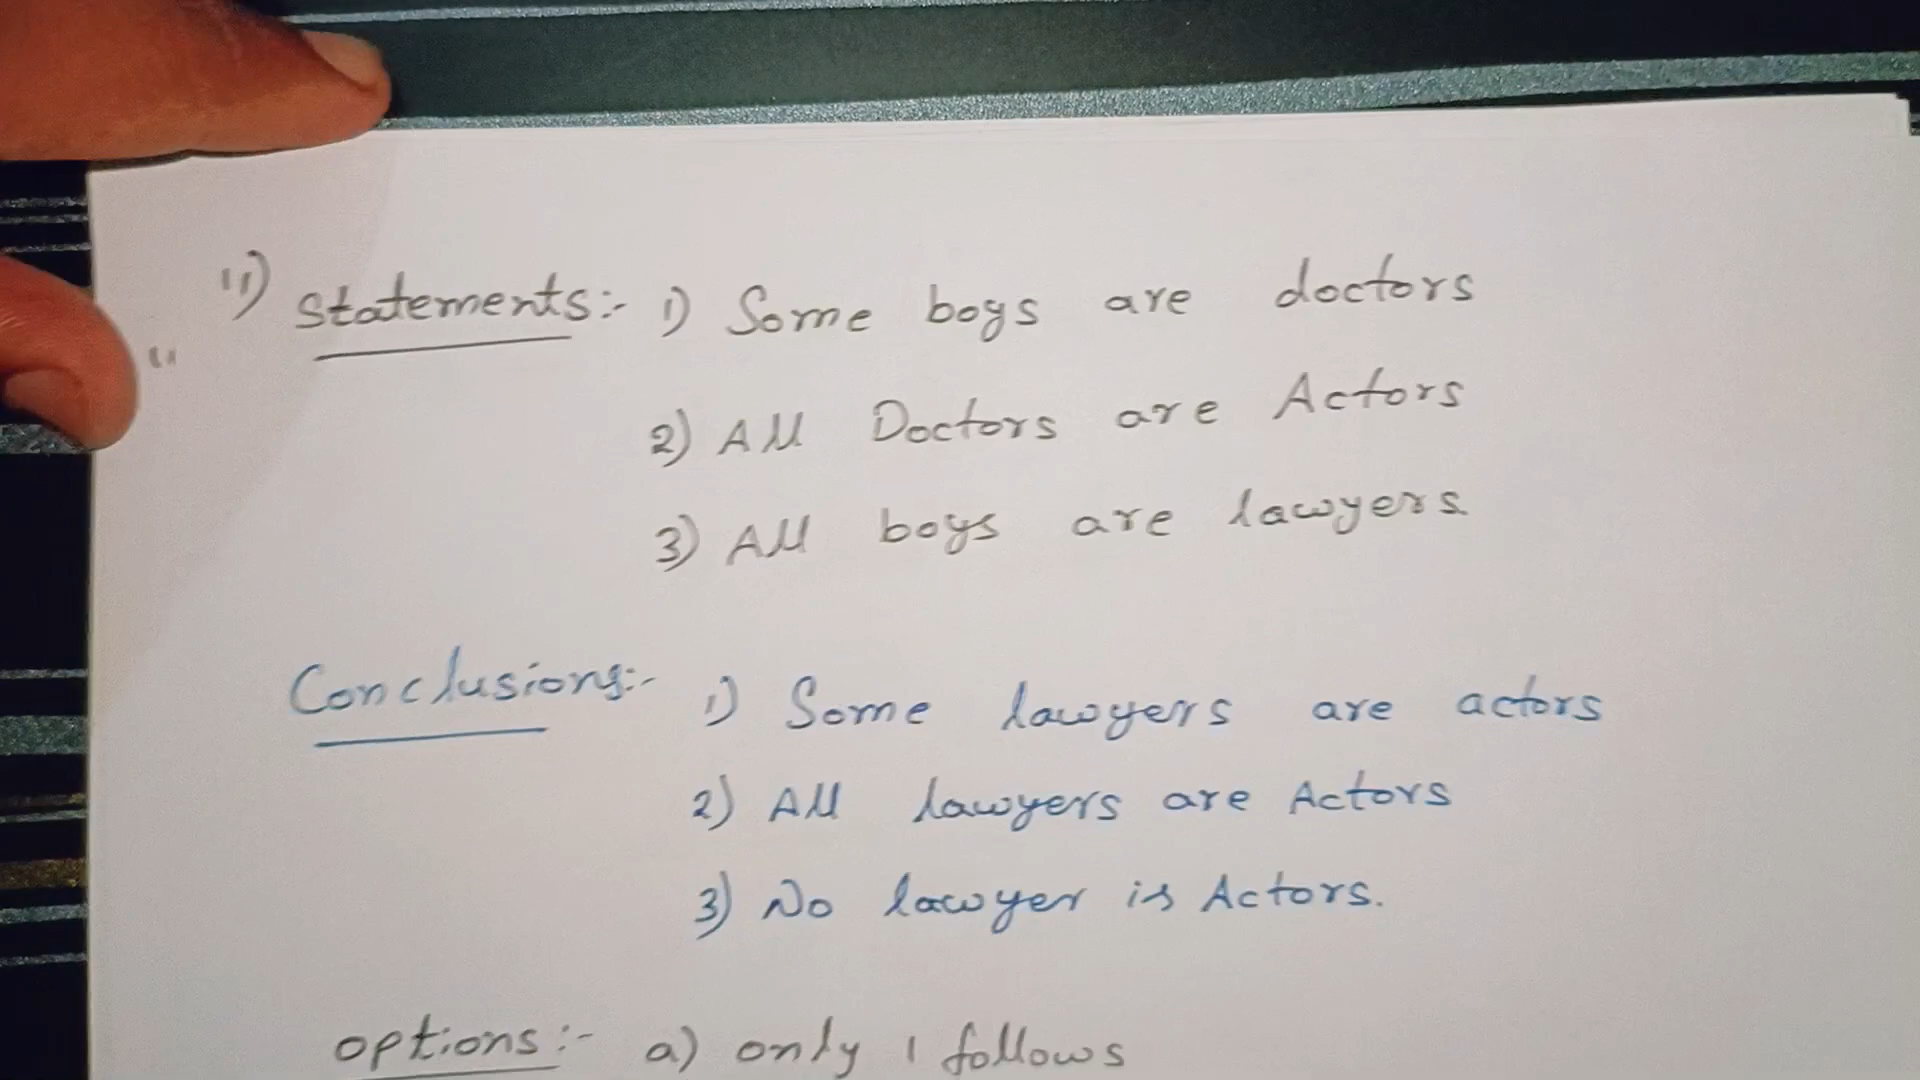 11) Statements:- 1) Some boys are doctors
2) All Doctors are Actors
3) All boys are lawyers.
Conclusions:- 1) Some lawyers are actors
2) All lawyers are Actors
3) No lawyer is Actors.
options:- a) only 1 follows